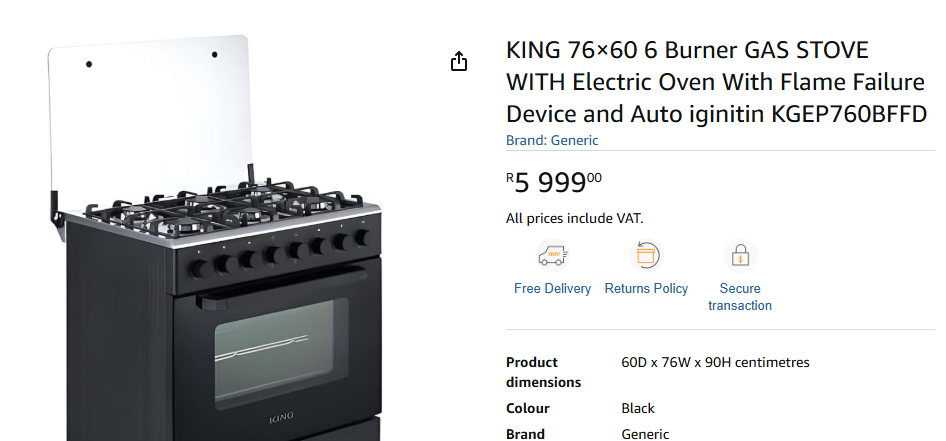 KING 76×60 6 Burner GAS STOVE
WITH Electric Oven With Flame Failure
Device and Auto iginitin KGEP760BFFD
Brand: Generic
R5 99900
All prices include VAT.
Free Delivery
Returns Policy
Secure
transaction
Product
dimensions
60D x 76W x 90H centimetres
Colour
Black
Brand
Generic
KING